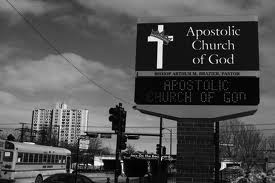 Apostolic
Church
of God
BISHOP ARTHUR M. BRAZIER, PASTOR
APOSTOLIC
CHURCH OF GOD